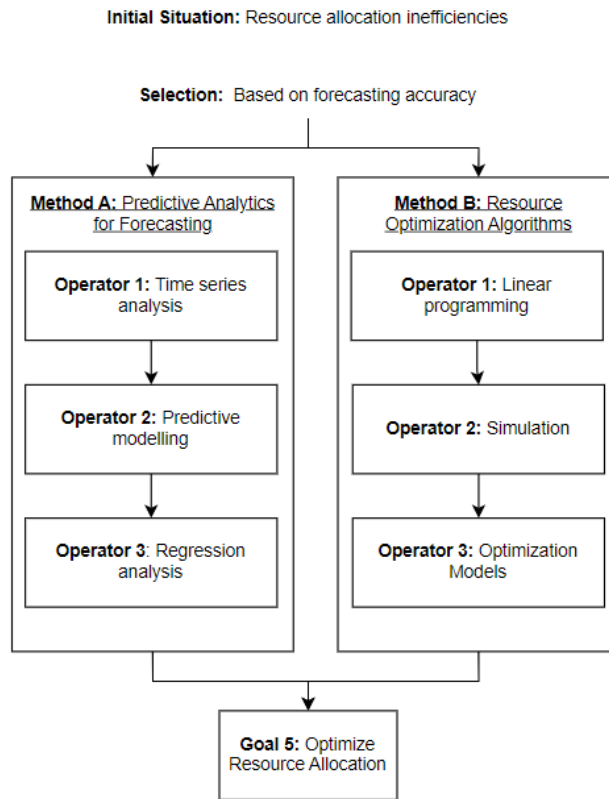 Initial Situation: Resource allocation inefficiencies
Selection: Based on forecasting accuracy
Method A: Predictive Analytics
for Forecasting
Operator 1: Time series
analysis
Operator 2: Predictive
modelling
Operator 3: Regression
analysis
Method B: Resource
Optimization Algorithms
Operator 1: Linear
programming
Operator 2: Simulation
Operator 3: Optimization
Models
Goal 5: Optimize
Resource Allocation